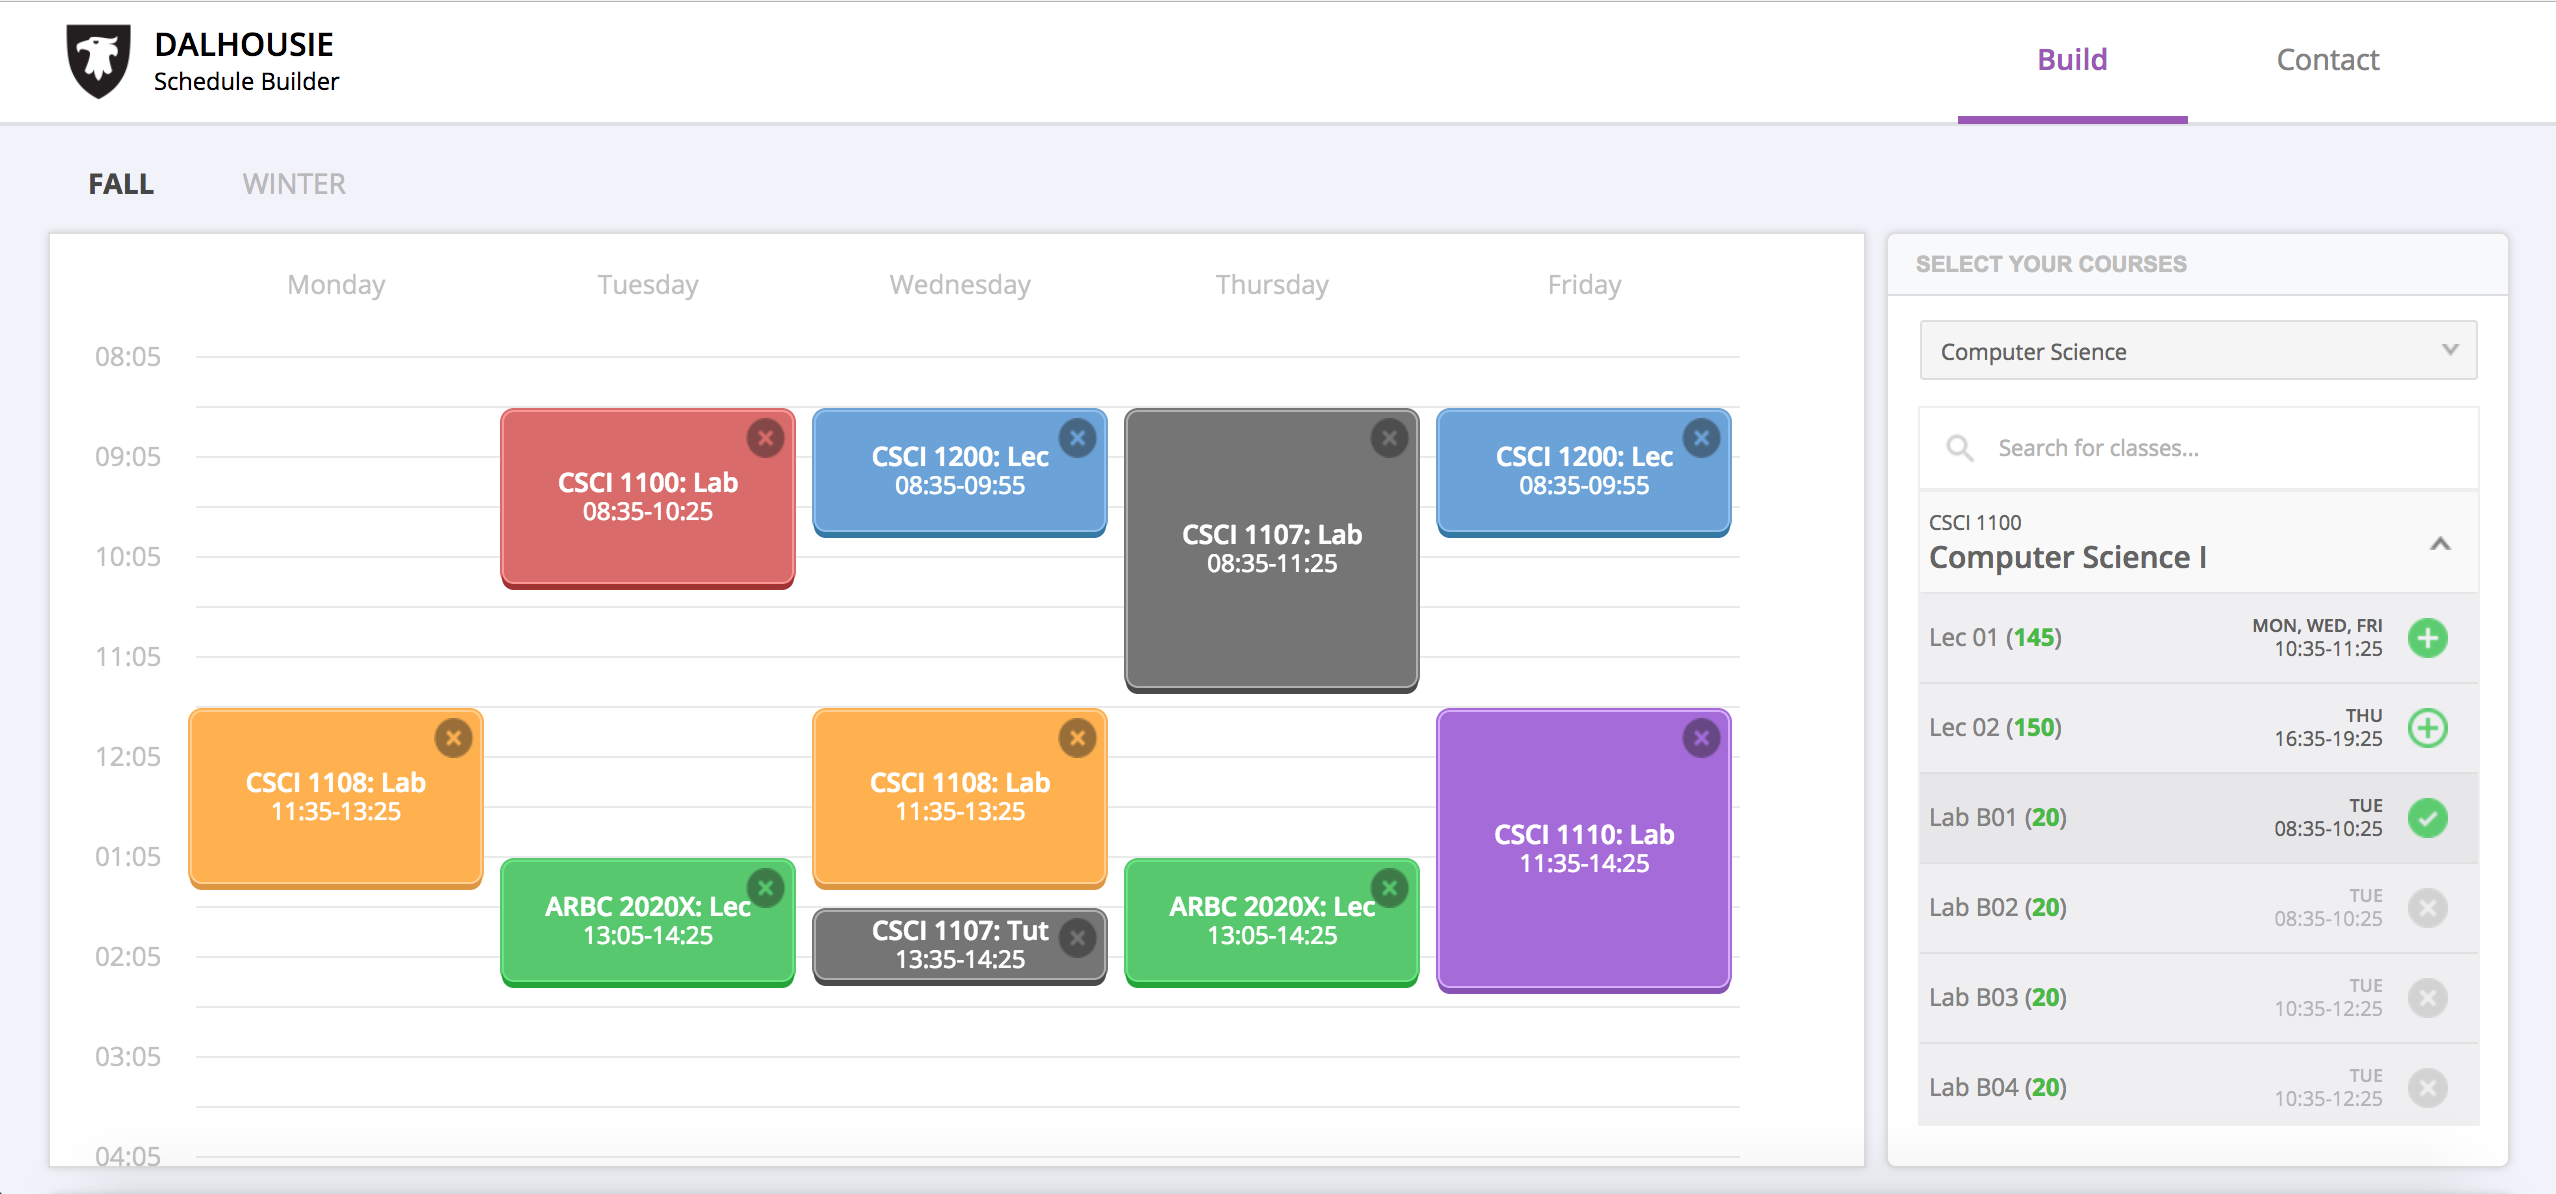 DALHOUSIE
Schedule Builder
Build
Contact
FALL
WINTER
Monday
Tuesday
Wednesday
Thursday
Friday
08:05
09:05
10:05
11:05
12:05
01:05
02:05
03:05
04:05
CSCI 1108: Lab
11:35-13:25
CSCI 1100: Lab
08:35-10:25
ARBC 2020X: Lec
13:05-14:25
CSCI 1200: Lec
08:35-09:55
CSCI 1108: Lab
11:35-13:25
CSCI 1107: Tut
13:35-14:25
CSCI 1107: Lab
08:35-11:25
ARBC 2020X: Lec
13:05-14:25
CSCI 1200: Lec
08:35-09:55
CSCI 1110: Lab
11:35-14:25
SELECT YOUR COURSES
Computer Science
Search for classes...
CSCI 1100
Computer Science I
Lec 01 (145)
MON, WED, FRI
10:35-11:25
Lec 02 (150)
THU
16:35-19:25
Lab B01 (20)
TUE
08:35-10:25
Lab B02 (20)
TUE
08:35-10:25
Lab B03 (20)
TUE
10:35-12:25
Lab B04 (20)
TUE
10:35-12:25